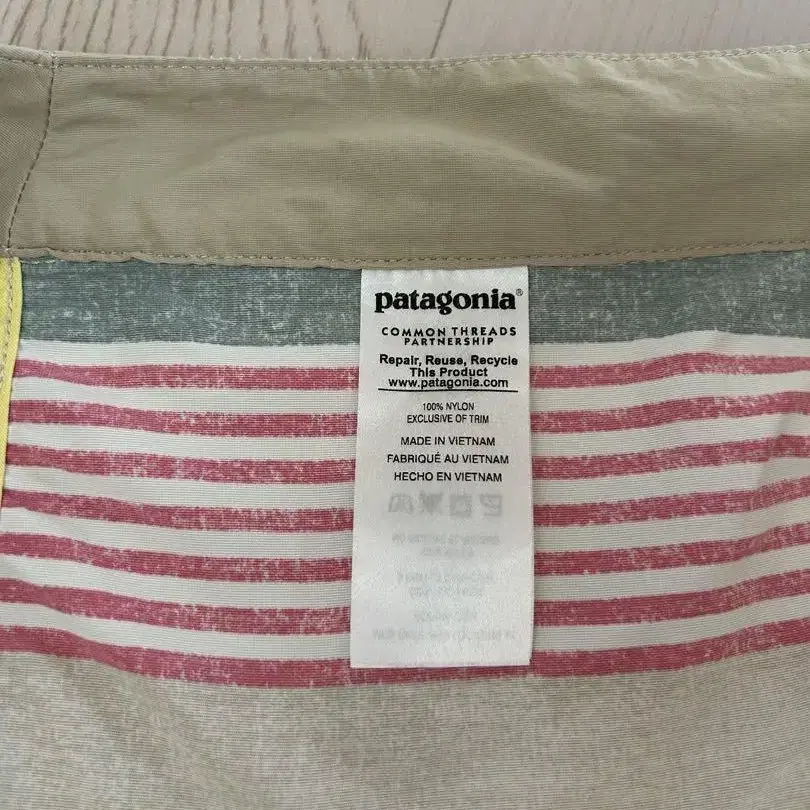 patagonia®
COMMON THREADS
PARTNERSHIP
Repair, Reuse, Recycle
This Product
www.patagonia.com
100% NYLON
EXCLUSIVE OF TRIM
MADE IN VIETNAM
FABRIQUÉ AU VIETNAM
HECHO EN VIETNAM